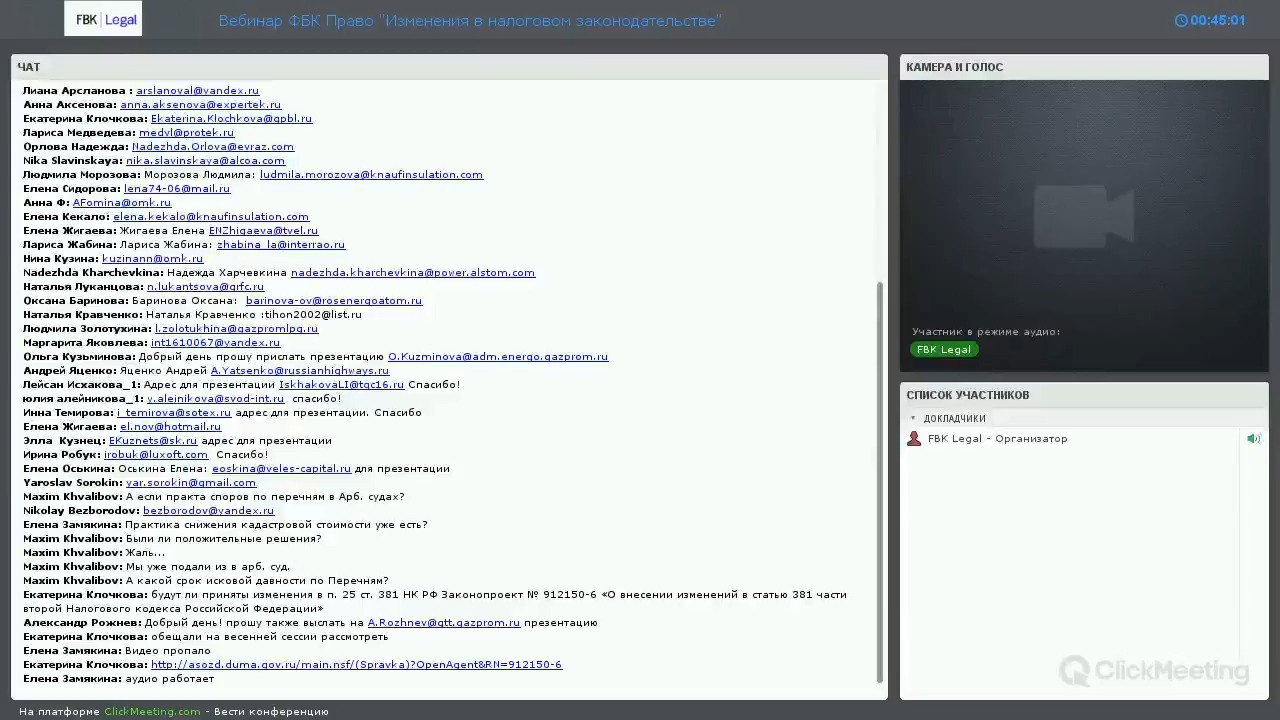 FBK Legal
Вебинар ФБК Право "Изменения в налоговом законодательстве"
00:45:01
ЧАТ
Лиана Арсланова : arslanoval@yandex.ru
Анна Аксенова: anna.aksenova@expertek.ru
Екатерина Клочкова: Ekaterina.Klochkova@gpbl.ru
Лариса Медведева: medvl@protek.ru
Орлова Надежда: Nadezhda.Orlova@evraz.com
Nika Slavinskaya: nika.slavinskaya@alcoa.com
Людмила Морозова: Морозова Людмила: ludmila.morozova@knaufinsulation.com
Елена Сидорова: lena74-06@mail.ru
Анна Ф: AFomina@omk.ru
Елена Кекало: elena.kekalo@knaufinsulation.com
Елена Жигаева: Жигаева Елена ENZhigaeva@tvel.ru
Лариса Жабина: Лариса Жабина: zhabina_la@interrao.ru
Нина Кузина: kuzinann@omk.ru
Nadezhda Kharchevkina: Надежда Харчевкина nadezhda.kharchevkina@power.alstom.com
Наталья Луканцова: n.lukantsova@grfc.ru
Оксана Баринова: Баринова Оксана: barinova-ov@rosenergoatom.ru
Наталья Кравченко: Наталья Кравченко :tihon2002@list.ru
Людмила Золотухина: l.zolotukhina@gazpromlpg.ru
Маргарита Яковлева: int1610067@yandex.ru
Ольга Кузьминова: Добрый день прошу прислать презентацию O.Kuzminova@adm.energo.gazprom.ru
Андрей Яценко: Яценко Андрей A.Yatsenko@russianhighways.ru
Лейсан Исхакова_1: Адрес для презентации IskhakovaLI@tgc16.ru Спасибо!
юлия алейникова_1: y.aleinikova@svod-int.ru спасибо!
Инна Темирова: i_temirova@sotex.ru адрес для презентации. Спасибо
Елена Жигаева: el.nov@hotmail.ru
Элла Кузнец: EKuznets@sk.ru адрес для презентации
Ирина Робук: irobuk@luxoft.com Спасибо!
Елена Оськина: Оськина Елена: eoskina@veles-capital.ru для презентации
Yaroslav Sorokin: yar.sorokin@gmail.com
Maxim Khvalibov: А если практа споров по перечням в Арб. судах?
Nikolay Bezborodov: bezborodov@yandex.ru
Елена Замякина: Практика снижения кадастровой стоимости уже есть?
Maxim Khvalibov: Были ли положительные решения?
Maxim Khvalibov: Жаль...
Maxim Khvalibov: Мы уже подали из в арб. суд.
Maxim Khvalibov: А какой срок исковой давности по Перечням?
Екатерина Клочкова: будут ли приняты изменения в п. 25 ст. 381 НК РФ Законопроект № 912150-6 «О внесении изменений в статью 381 части
второй Налогового кодекса Российской Федерации»
Александр Рожнев: Добрый день! прошу также выслать на A.Rozhnev@gtt.gazprom.ru презентацию
Екатерина Клочкова: обещали на весенней сессии рассмотреть
Елена Замякина: Видео пропало
Екатерина Клочкова: http://asozd.duma.gov.ru/main.nsf/(Spravka)?OpenAgent&RN=912150-6
Елена Замякина: аудио работает
КАМЕРА И ГОЛОС
Участник в режиме аудио:
FBK Legal
СПИСОК УЧАСТНИКОВ
ДОКЛАДЧИКИ
FBK Legal - Организатор
ClickMeeting
На платформе ClickMeeting.com - Вести конференцию